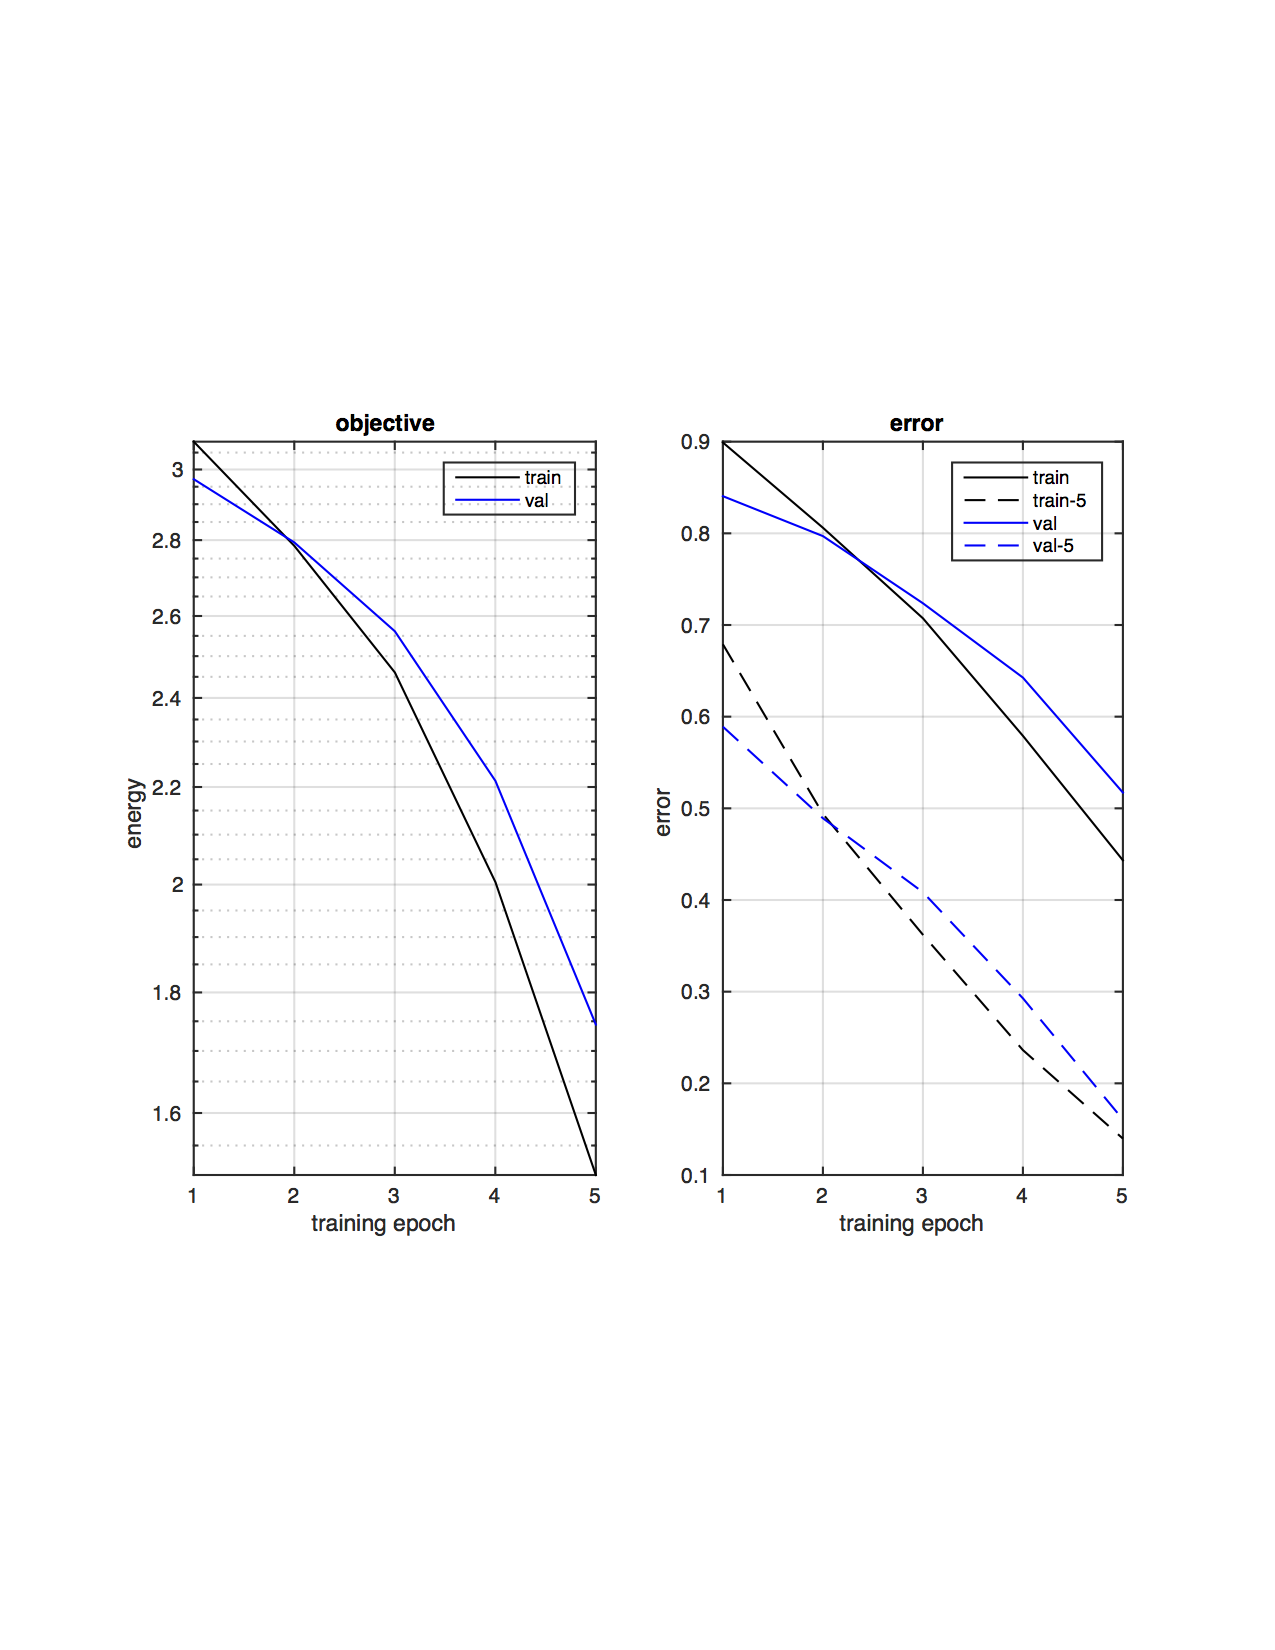 objective
energy
3
2.8
2.6
2.4
2.2
2
1.8
1.6
train
val
1 2 3 4 5
training epoch
error
error
0.9
0.8
0.7
0.6
0.5
0.4
0.3
0.2
0.1
train
train-5
val
val-5
1 2 3 4 5
training epoch